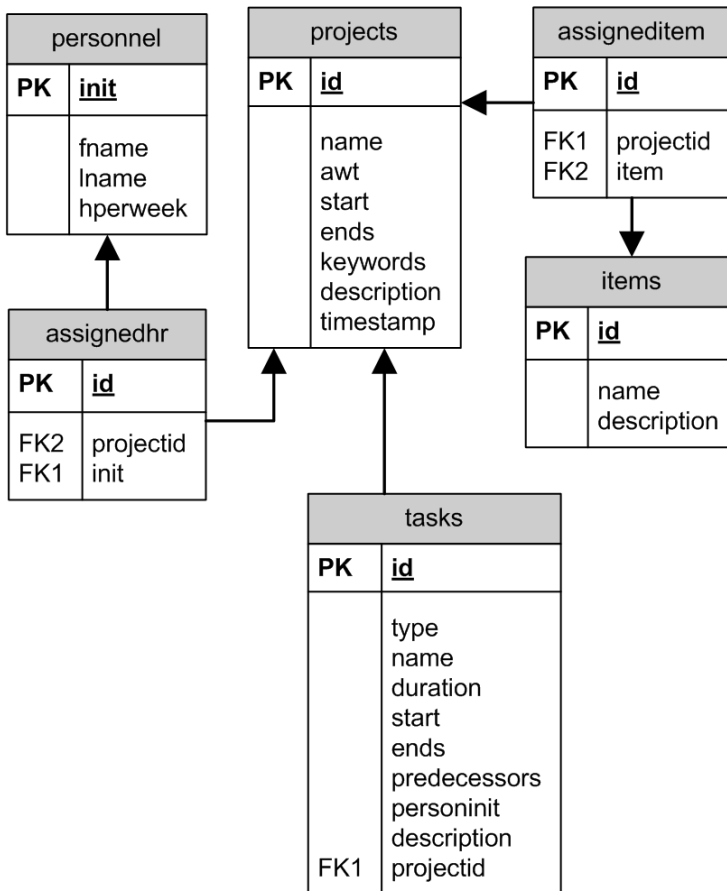 personnel
PK init
fname
lname
hperweek
projects
PK id
name
awt
start
ends
keywords
description
timestamp
assigneditem
PK id
FK1 projectid
FK2 item
items
PK id
name
description
assignedhr
PK id
FK2 projectid
FK1 init
tasks
PK id
type
name
duration
start
ends
predecessors
personinit
description
FK1 projectid